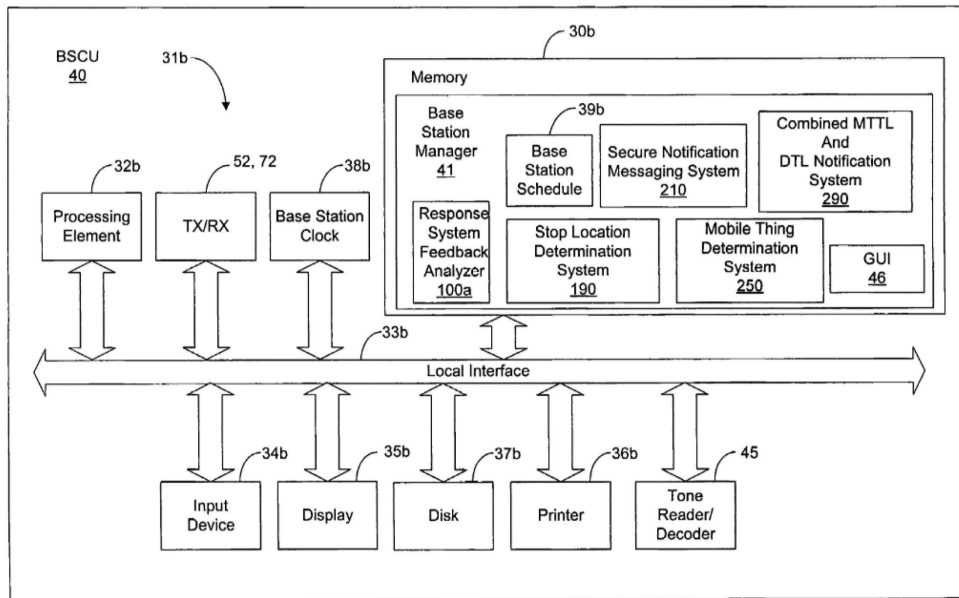 BSCU
40
31b
30b
Memory
Base
Station
Manager
41
39b
Base
Station
Schedule
Secure Notification
Messaging System
210
Combined MTTL
And
DTL Notification
System
290
Response
System
Feedback
Analyzer
100a
Stop Location
Determination
System
190
Mobile Thing
Determination
System
250
GUI
46
32b
Processing
Element
52, 72
TX/RX
38b
Base Station
Clock
33b
Local Interface
34b
Input
Device
35b
Display
37b
Disk
36b
Printer
45
Tone
Reader/
Decoder